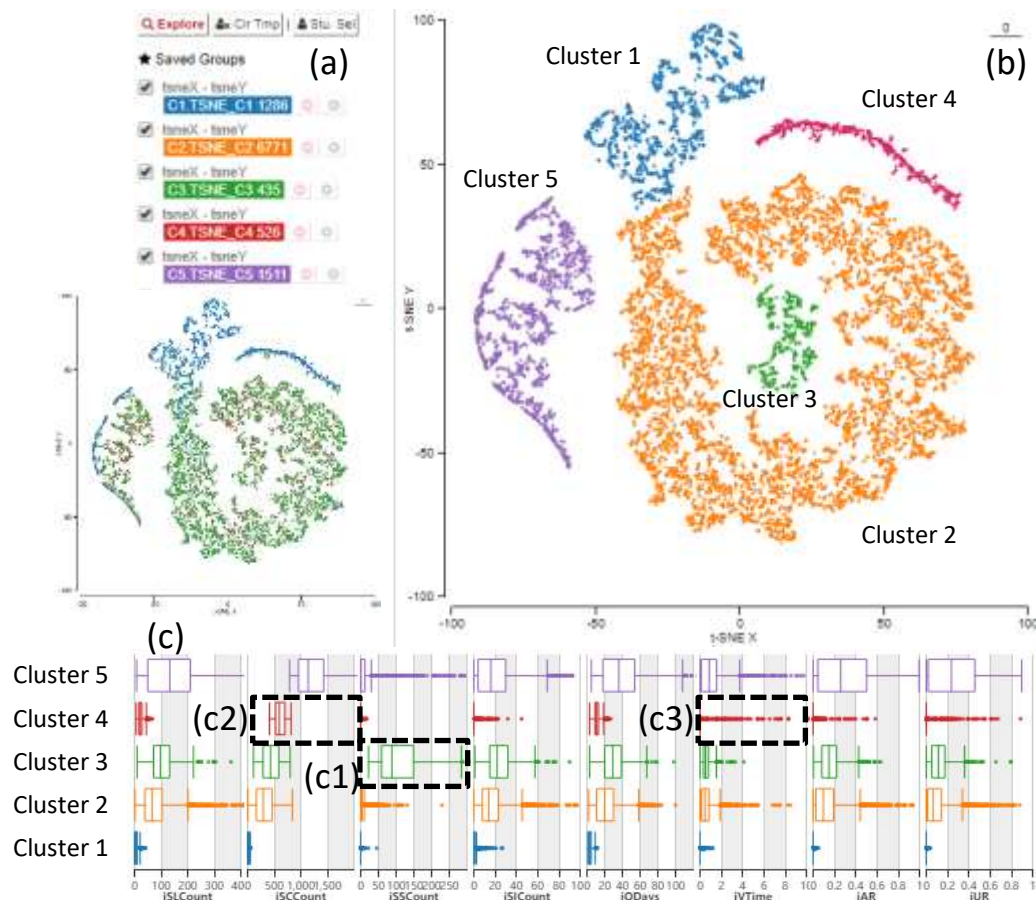 Explore Clr Tmp | Stu. Sel
(a)
Saved Groups
tsneX - tsneY
C1.TSNE_C1 1286
tsneX - tsneY
C2.TSNE_C2 6771
tsneX - tsneY
C3.TSNE_C3 435
tsneX - tsneY
C4.TSNE_C4 526
tsneX - tsneY
C5.TSNE_C5 1511
(b)
Cluster 1
Cluster 4
Cluster 5
Cluster 3
Cluster 2
100
50
0
-50
-100
t-SNE Y
-100 -50 0 50 100
t-SNE X
(c)
Cluster 5
Cluster 4
Cluster 3
Cluster 2
Cluster 1
(c2)
(c1)
(c3)
0 100 200 300 400
500 1,000 1,500
0 50 100 150 200 250
0 20 40 60 80
0 20 40 60 80 100
0 2 4 6 8
0.2 0.4 0.6 0.8
0.2 0.4 0.6 0.8 1
iSLCount iSCCount iSSCount iSICount iQDays iVTime iAR iUR